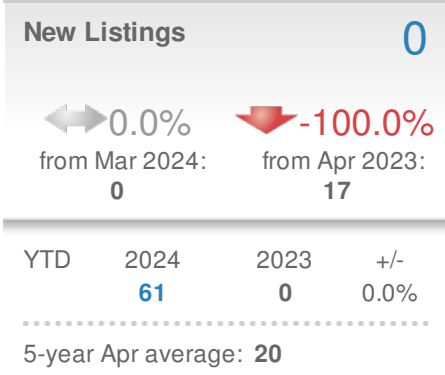 New Listings 0
0.0% -100.0%
from Mar 2024: from Apr 2023:
0 17
YTD 2024 2023 +/-
61 0 0.0%
5-year Apr average: 20